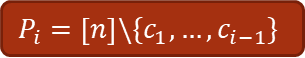 P_i = [n]\{c_1, …, c_{i−1}}